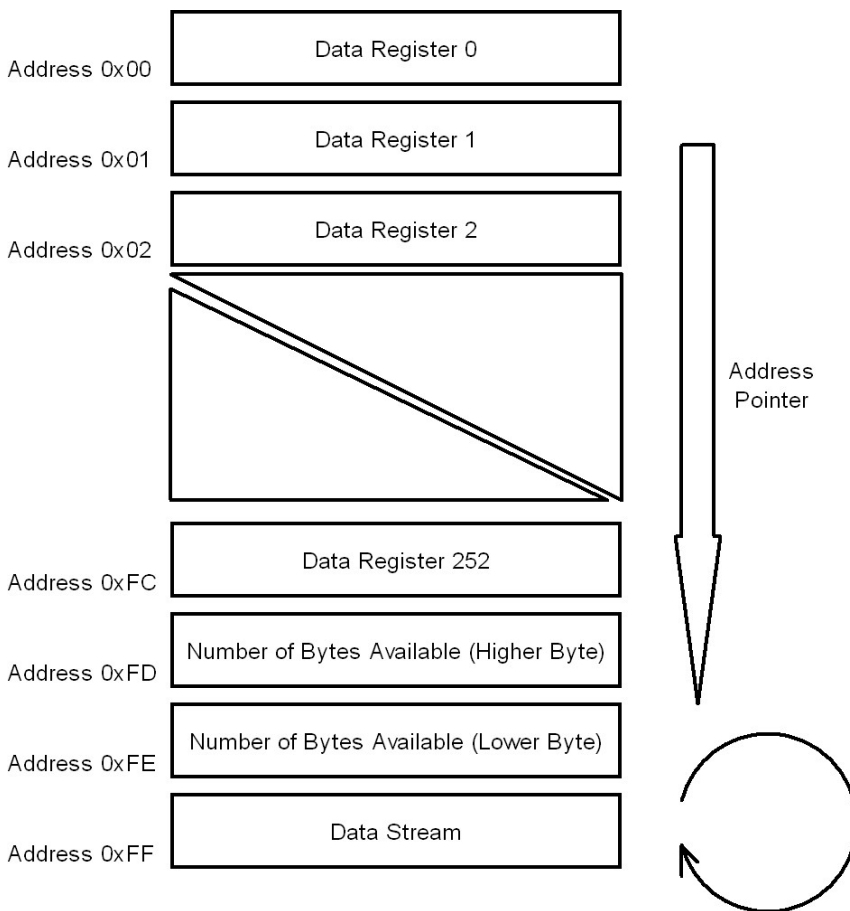 Data Register 0
Address 0x00
Data Register 1
Address 0x01
Data Register 2
Address 0x02
Address
Pointer
Data Register 252
Address 0xFC
Number of Bytes Available (Higher Byte)
Address 0xFD
Number of Bytes Available (Lower Byte)
Address 0xFE
Data Stream
Address 0xFF